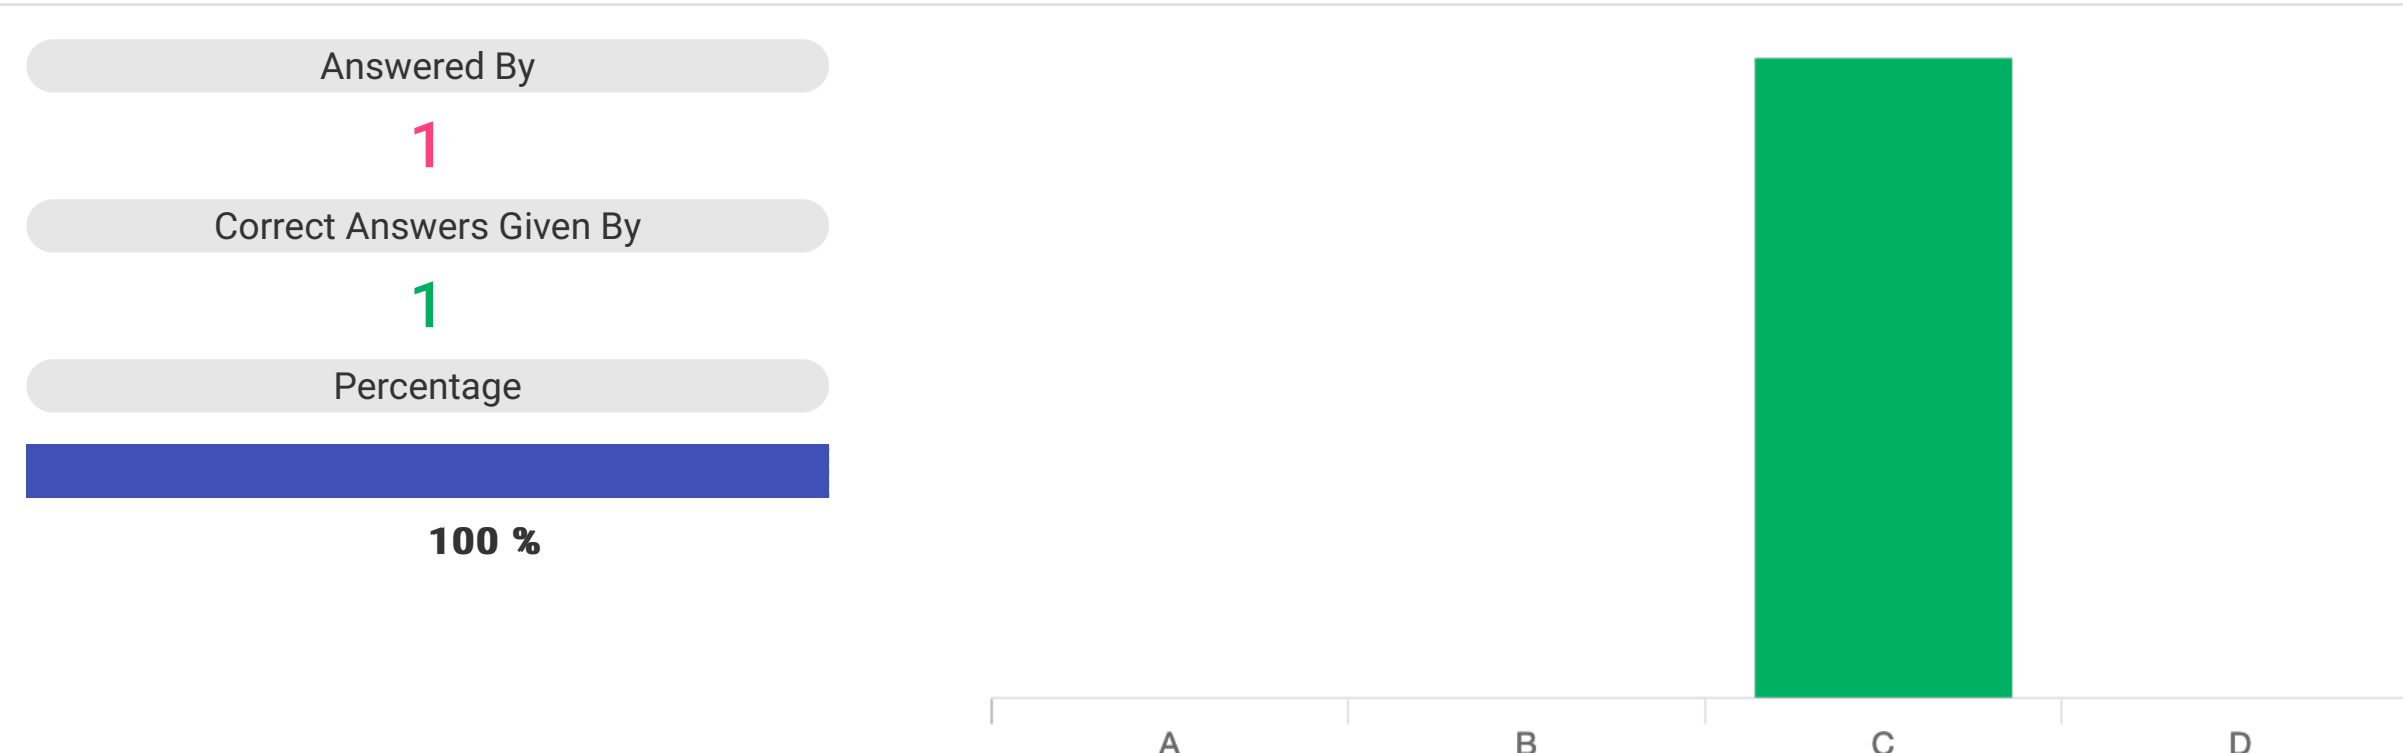 Answered By
1
Correct Answers Given By
1
Percentage
100 %
A B C D